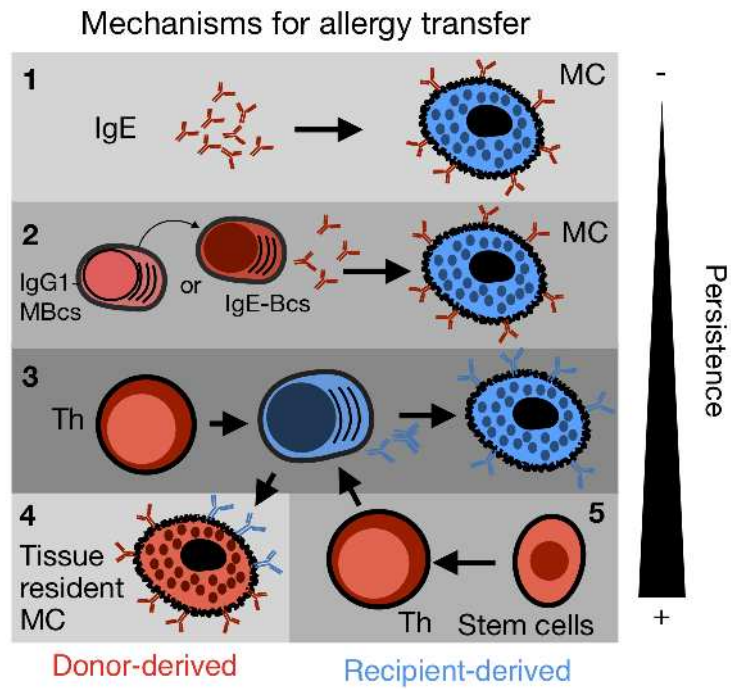 Mechanisms for allergy transfer
1
IgE
MC
-
2
MC
IgG1-
MBcs
or
IgE-Bcs
3
Th
Persistence
4
Tissue
resident
MC
5
Th
Stem cells
+
Donor-derived
Recipient-derived